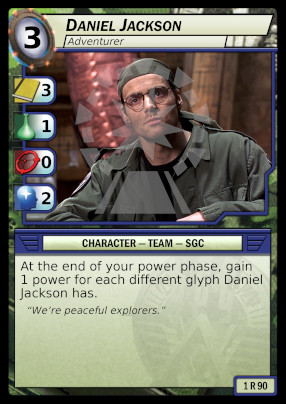 3
DANIEL JACKSON
Adventurer
3
1
0
2
CHARACTER – TEAM – SGC
At the end of your power phase, gain
1 power for each different glyph Daniel
Jackson has.
“We’re peaceful explorers.”
1 R 90